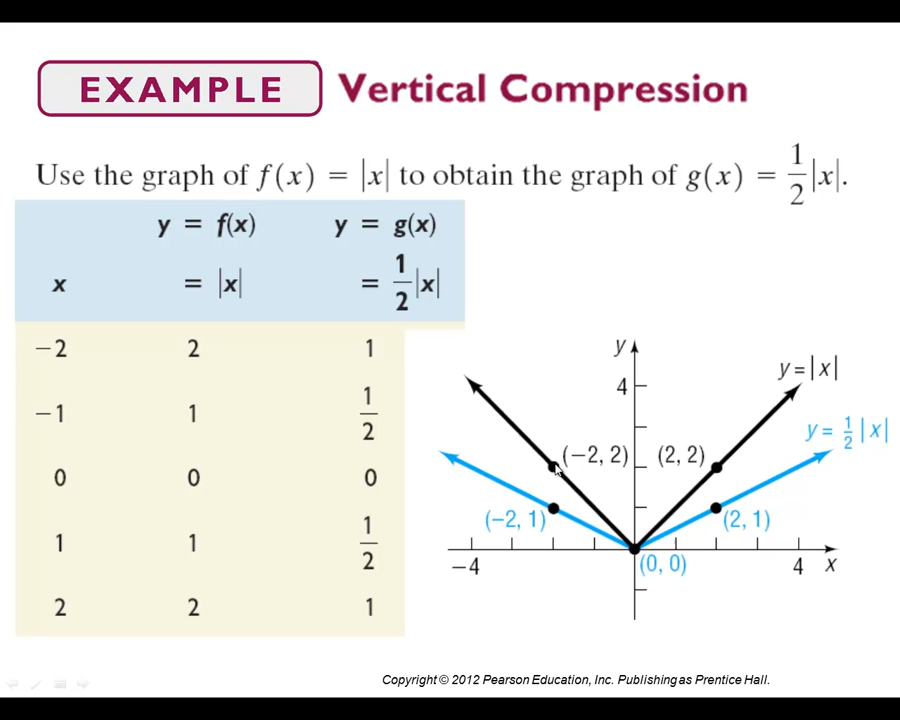 EXAMPLE Vertical Compression
Use the graph of f(x) = |x| to obtain the graph of g(x) = 1/2|x|.
y = f(x) y = g(x)
x = |x| = 1/2|x|
−2 2 1
−1 1 1/2
0 0 0
1 1 1/2
2 2 1
y
4
y=|x|
y= 1/2|x|
(−2, 2) (2, 2)
(−2, 1) (2, 1)
−4 (0, 0) 4 x
Copyright © 2012 Pearson Education, Inc. Publishing as Prentice Hall.